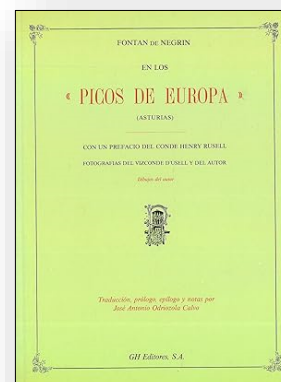 FONTAN DE NEGRIN
EN LOS
« PICOS DE EUROPA »
(ASTURIAS)
CON UN PREFACIO DEL CONDE HENRY RUSELL
FOTOGRAFIAS DEL VIZCONDE D'USELL Y DEL AUTOR
Dibujos del autor
Traducción, prólogo, epílogo y notas por
José Antonio Odriozola Calvo
GH Editores, S.A.